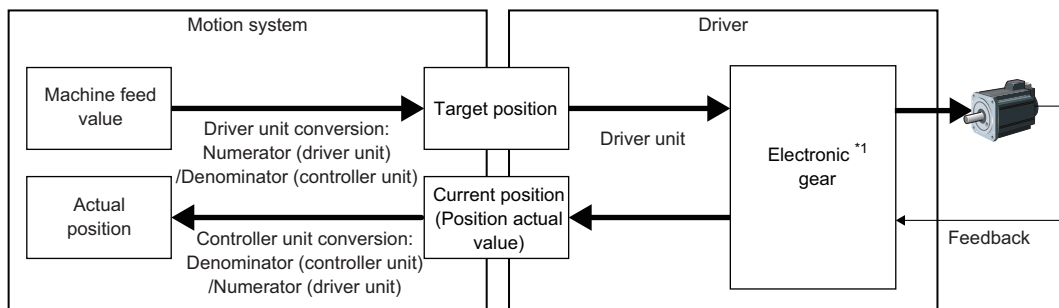 Motion system
Driver
Machine feed
value
Target position
Driver unit conversion:
Numerator (driver unit)
/Denominator (controller unit)
Driver unit
Electronic *1
gear
Actual
position
Current position
(Position actual
value)
Controller unit conversion:
Denominator (controller unit)
/Numerator (driver unit)
Feedback